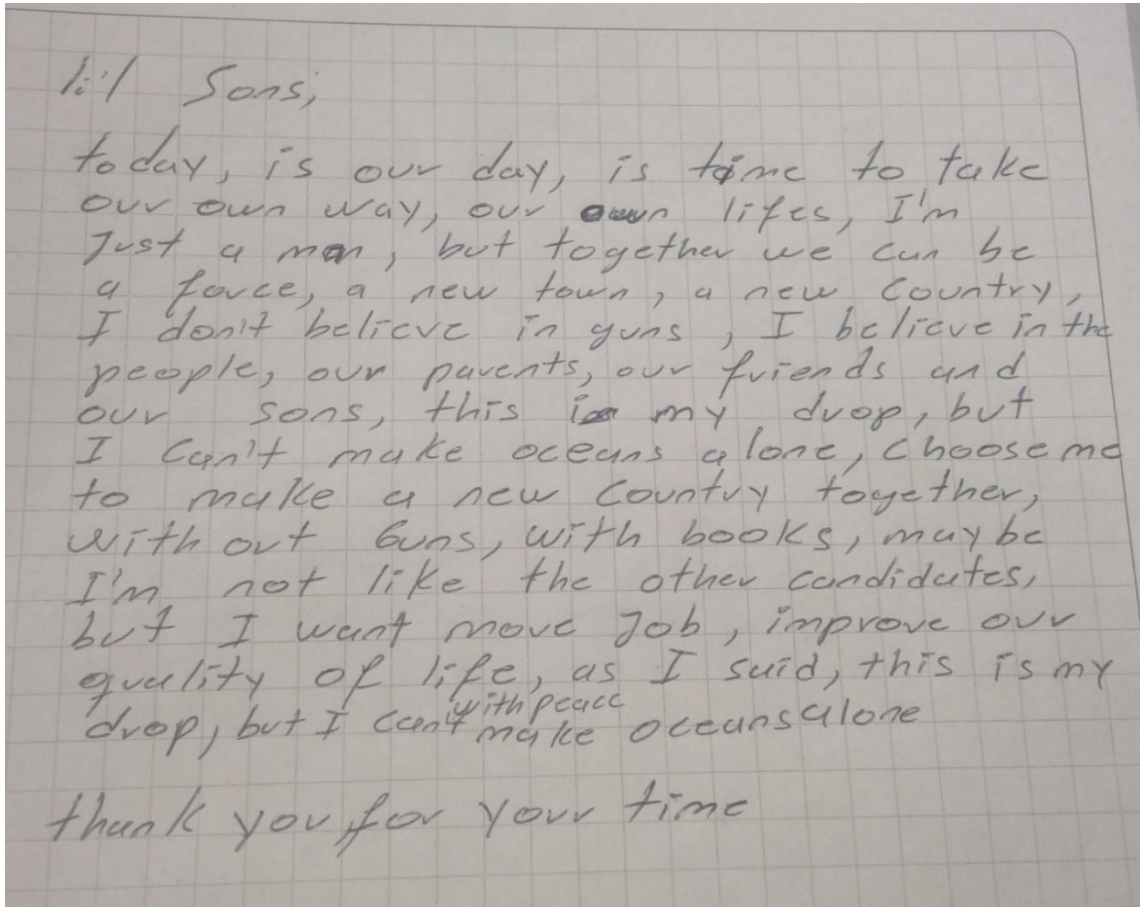 li'l Sons,
today, is our day, is time to take
our own way, our own lifes, I'm
Just a man, but together we can be
a force, a new town, a new country,
I don't believe in guns, I believe in the
people, our parents, our friends and
our sons, this is my drop, but
I can't make oceans alone, choose me
to make a new country together,
with out Guns, with books, maybe
I'm not like the other candidates,
but I want more Job, improve our
quality of life, as I said, this is my
with peace
drop, but I can't make oceans alone
thank you for your time